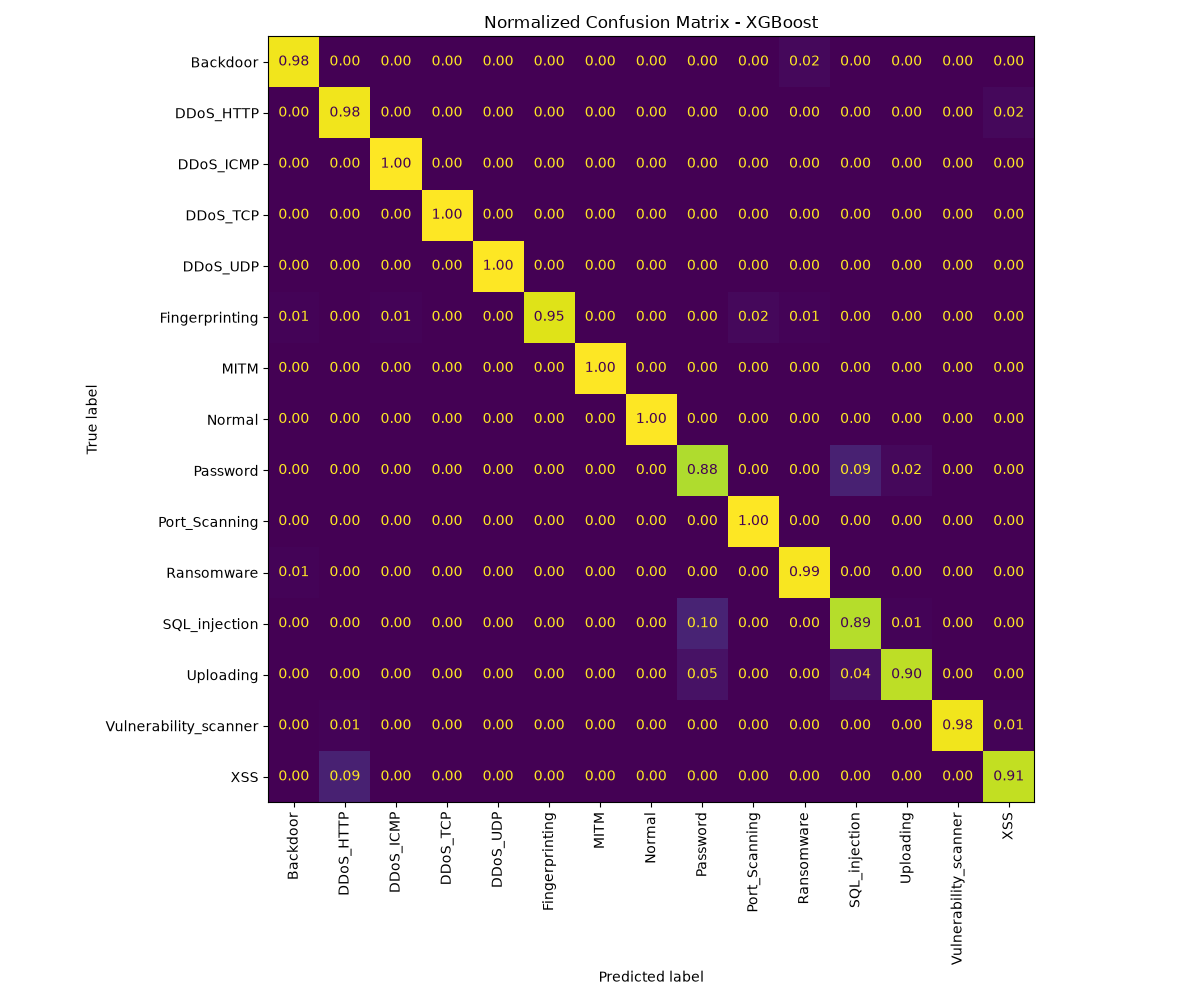 Normalized Confusion Matrix - XGBoost
Backdoor 0.98 0.00 0.00 0.00 0.00 0.00 0.00 0.00 0.00 0.00 0.02 0.00 0.00 0.00 0.00
DDoS_HTTP 0.00 0.98 0.00 0.00 0.00 0.00 0.00 0.00 0.00 0.00 0.00 0.00 0.00 0.00 0.02
DDoS_ICMP 0.00 0.00 1.00 0.00 0.00 0.00 0.00 0.00 0.00 0.00 0.00 0.00 0.00 0.00 0.00
DDoS_TCP 0.00 0.00 0.00 1.00 0.00 0.00 0.00 0.00 0.00 0.00 0.00 0.00 0.00 0.00 0.00
DDoS_UDP 0.00 0.00 0.00 0.00 1.00 0.00 0.00 0.00 0.00 0.00 0.00 0.00 0.00 0.00 0.00
Fingerprinting 0.01 0.00 0.01 0.00 0.00 0.95 0.00 0.00 0.00 0.02 0.01 0.00 0.00 0.00 0.00
MITM 0.00 0.00 0.00 0.00 0.00 0.00 1.00 0.00 0.00 0.00 0.00 0.00 0.00 0.00 0.00
Normal 0.00 0.00 0.00 0.00 0.00 0.00 0.00 1.00 0.00 0.00 0.00 0.00 0.00 0.00 0.00
Password 0.00 0.00 0.00 0.00 0.00 0.00 0.00 0.00 0.88 0.00 0.00 0.09 0.02 0.00 0.00
Port_Scanning 0.00 0.00 0.00 0.00 0.00 0.00 0.00 0.00 0.00 1.00 0.00 0.00 0.00 0.00 0.00
Ransomware 0.01 0.00 0.00 0.00 0.00 0.00 0.00 0.00 0.00 0.00 0.99 0.00 0.00 0.00 0.00
SQL_injection 0.00 0.00 0.00 0.00 0.00 0.00 0.00 0.00 0.10 0.00 0.00 0.89 0.01 0.00 0.00
Uploading 0.00 0.00 0.00 0.00 0.00 0.00 0.00 0.00 0.05 0.00 0.00 0.04 0.90 0.00 0.00
Vulnerability_scanner 0.00 0.01 0.00 0.00 0.00 0.00 0.00 0.00 0.00 0.00 0.00 0.00 0.00 0.98 0.01
XSS 0.00 0.09 0.00 0.00 0.00 0.00 0.00 0.00 0.00 0.00 0.00 0.00 0.00 0.00 0.91
True label
Backdoor
DDoS_HTTP
DDoS_ICMP
DDoS_TCP
DDoS_UDP
Fingerprinting
MITM
Normal
Password
Port_Scanning
Ransomware
SQL_injection
Uploading
Vulnerability_scanner
XSS
Predicted label